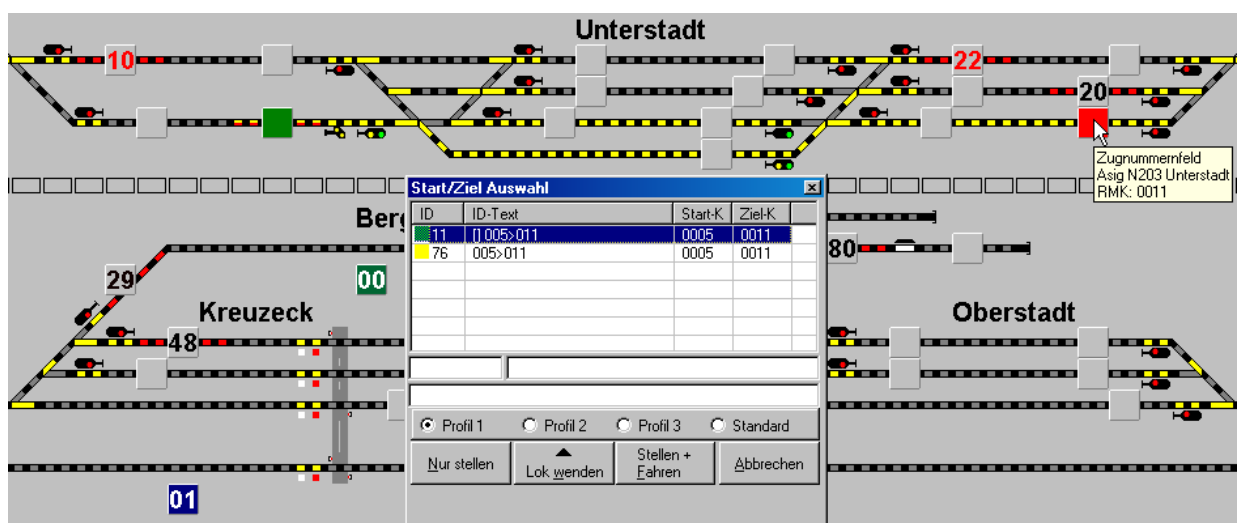 Unterstadt
10
22
20
Zugnummernfeld
Asig N203 Unterstadt
RMK: 0011
Start/Ziel Auswahl
ID ID-Text Start-K Ziel-K
11 [] 005>011 0005 0011
76 005>011 0005 0011
Berg
80
29
00
Kreuzeck
Oberstadt
48
Profil 1 Profil 2 Profil 3 Standard
Nur stellen Lok wenden Stellen + Fahren Abbrechen
01